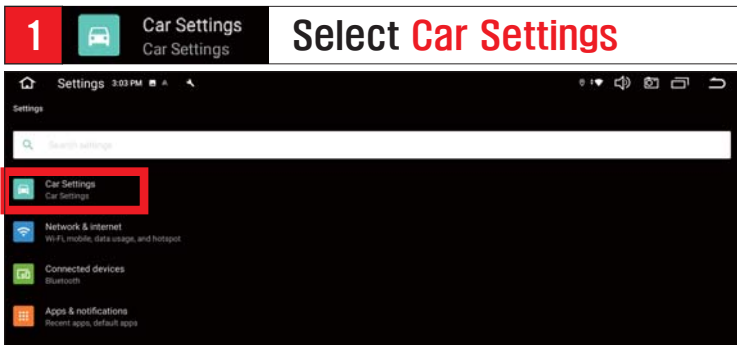 1
Car Settings
Car Settings
Select Car Settings
Settings 3:03 PM
Settings
Search settings
Car Settings
Car Settings
Network & internet
Wi-Fi, mobile, data usage, and hotspot
Connected devices
Bluetooth
Apps & notifications
Recent apps, default apps